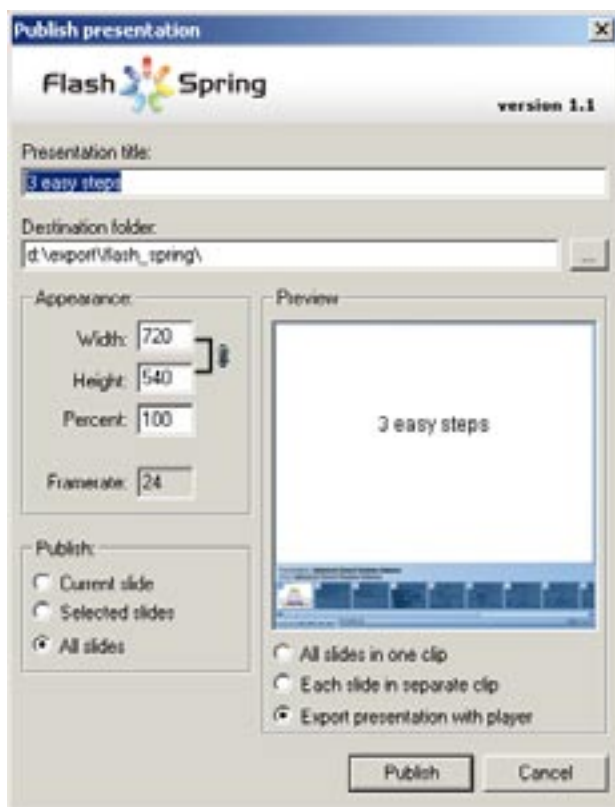 Publish presentation
Flash Spring
version 1.1
Presentation title:
3 easy steps
Destination folder:
d:\export\flash_spring\
...
Appearance:
Width: 720
Height: 540
Percent: 100
Framerate: 24
Publish:
Current slide
Selected slides
All slides
Preview
3 easy steps
All slides in one clip
Each slide in separate clip
Export presentation with player
Publish
Cancel